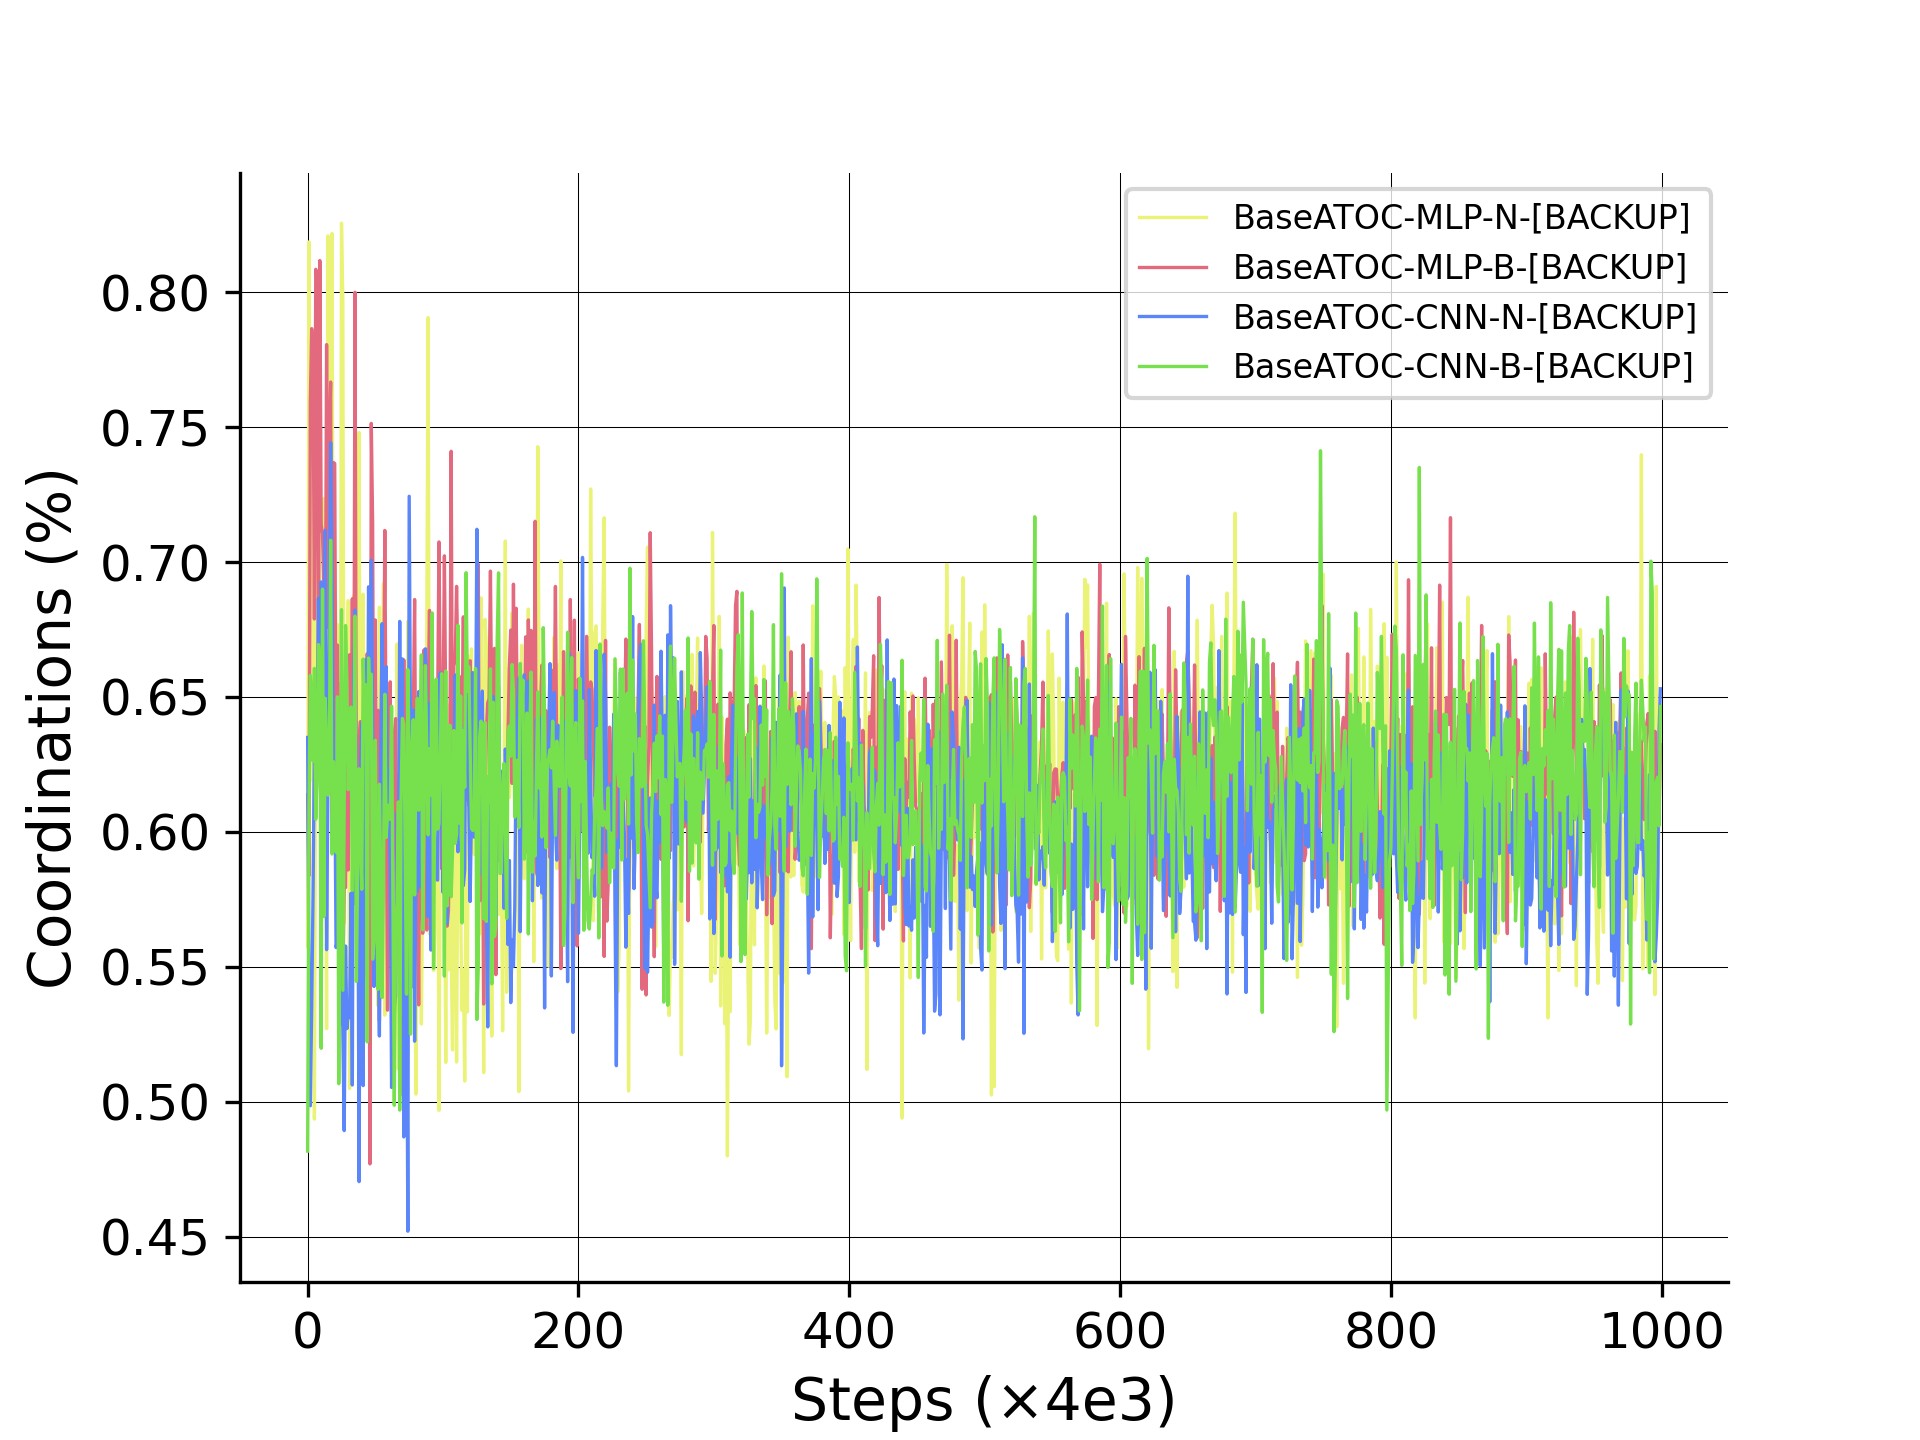 BaseATOC-MLP-N-[BACKUP]
BaseATOC-MLP-B-[BACKUP]
BaseATOC-CNN-N-[BACKUP]
BaseATOC-CNN-B-[BACKUP]
Coordinations (%)
0.80
0.75
0.70
0.65
0.60
0.55
0.50
0.45
0 200 400 600 800 1000
Steps (×4e3)